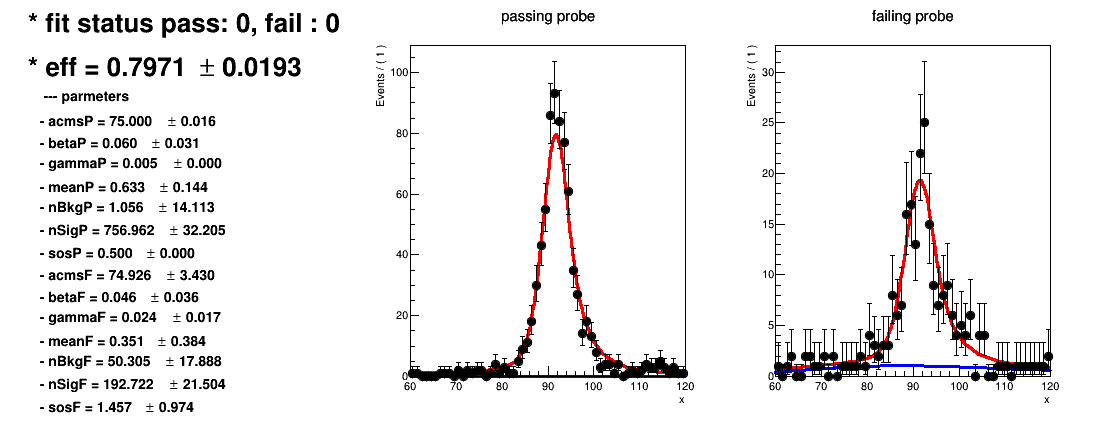 * fit status pass: 0, fail : 0
* eff = 0.7971 ± 0.0193
--- parmeters
- acmsP = 75.000 ± 0.016
- betaP = 0.060 ± 0.031
- gammaP = 0.005 ± 0.000
- meanP = 0.633 ± 0.144
- nBkgP = 1.056 ± 14.113
- nSigP = 756.962 ± 32.205
- sosP = 0.500 ± 0.000
- acmsF = 74.926 ± 3.430
- betaF = 0.046 ± 0.036
- gammaF = 0.024 ± 0.017
- meanF = 0.351 ± 0.384
- nBkgF = 50.305 ± 17.888
- nSigF = 192.722 ± 21.504
- sosF = 1.457 ± 0.974
passing probe
Events / ( 1 )
100
80
60
40
20
0
60 70 80 90 100 110 120
x
failing probe
Events / ( 1 )
30
25
20
15
10
5
0
60 70 80 90 100 110 120
x